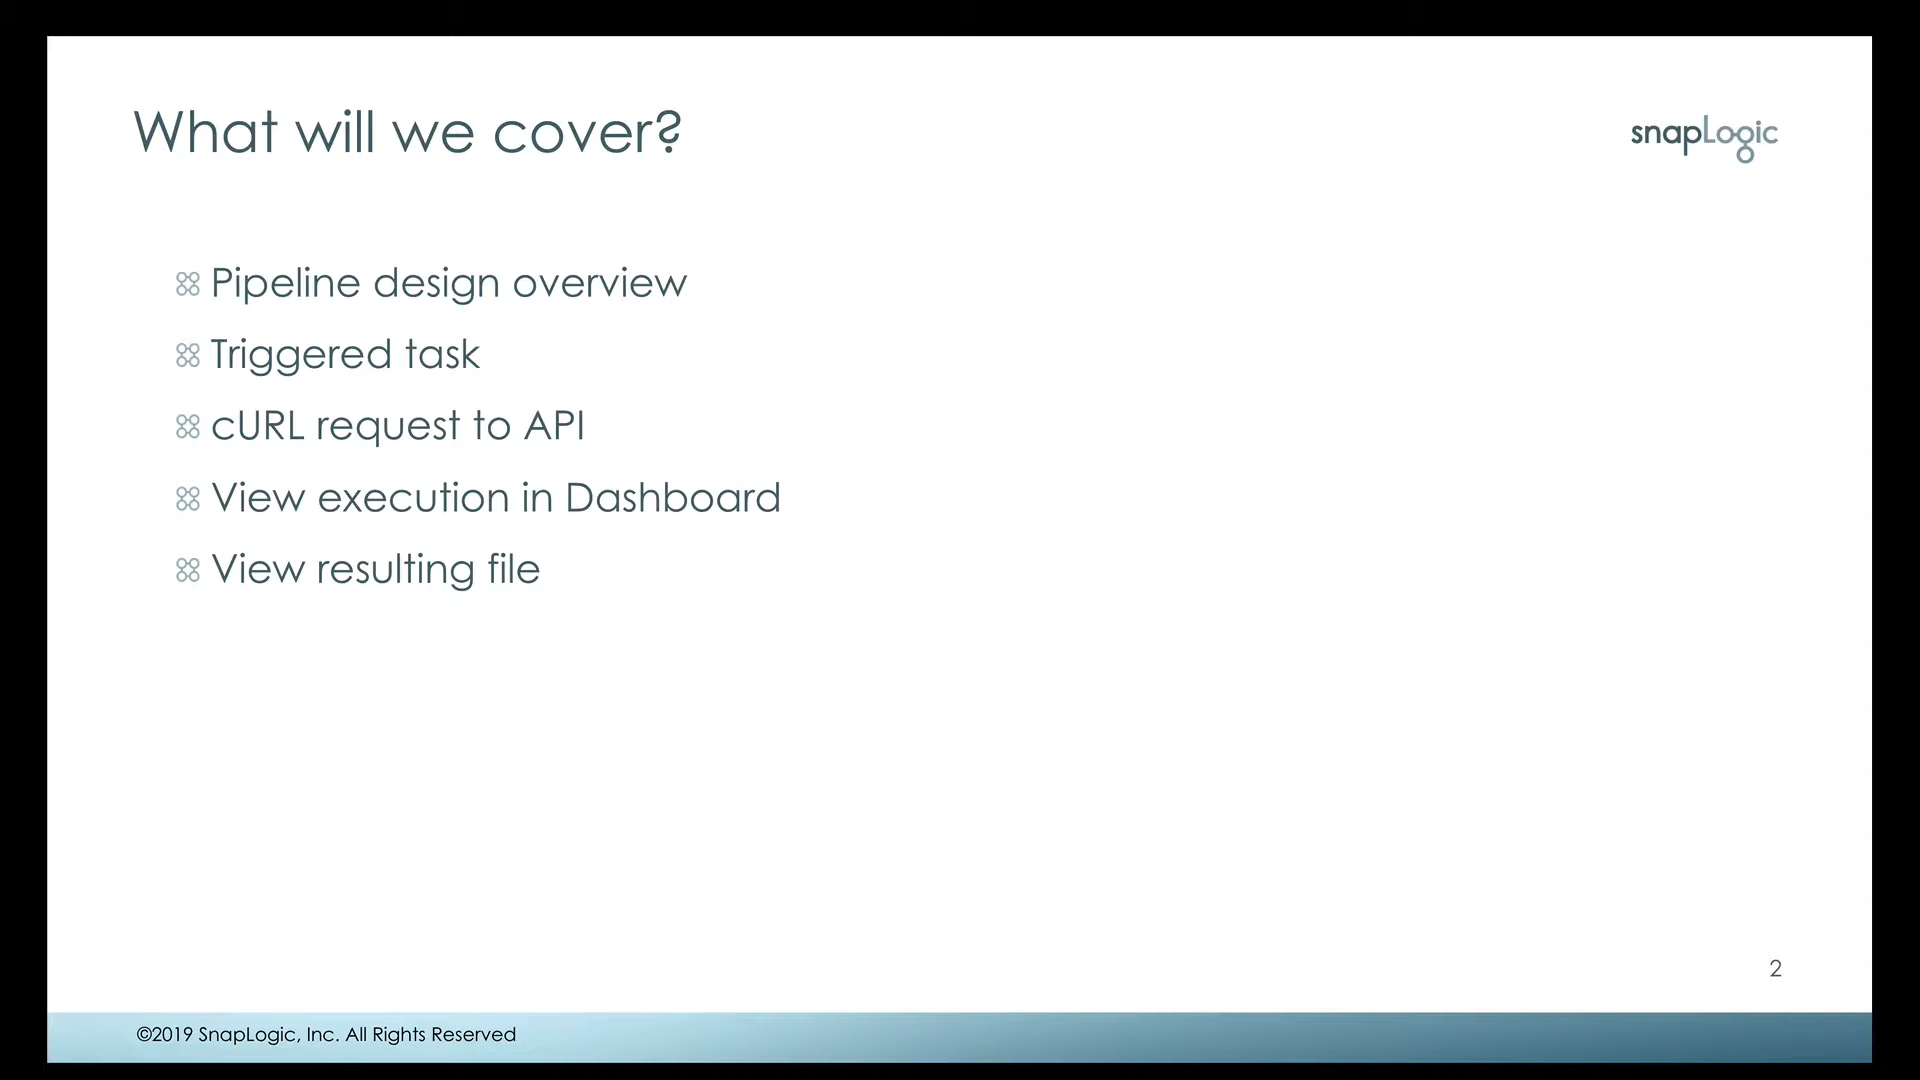 What will we cover?
snapLogic
Pipeline design overview
Triggered task
cURL request to API
View execution in Dashboard
View resulting file
2
©2019 SnapLogic, Inc. All Rights Reserved